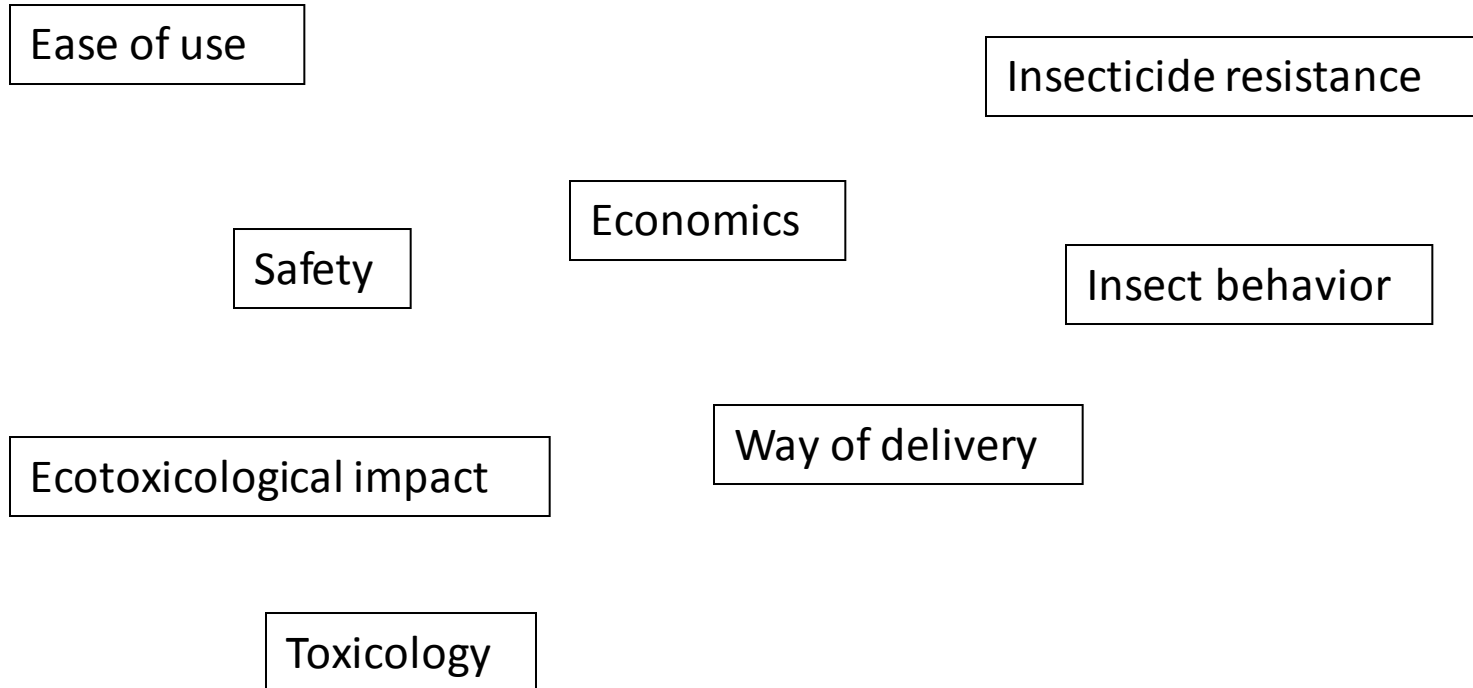 Ease of use
Insecticide resistance
Economics
Safety
Insect behavior
Way of delivery
Ecotoxicological impact
Toxicology